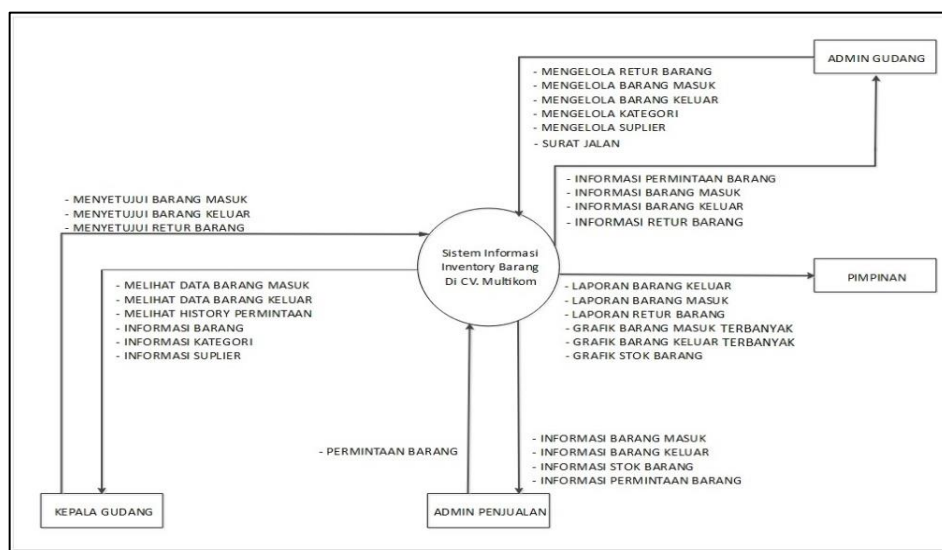 ADMIN GUDANG
- MENGELOLA RETUR BARANG
- MENGELOLA BARANG MASUK
- MENGELOLA BARANG KELUAR
- MENGELOLA KATEGORI
- MENGELOLA SUPLIER
- SURAT JALAN
- INFORMASI PERMINTAAN BARANG
- INFORMASI BARANG MASUK
- INFORMASI BARANG KELUAR
- INFORMASI RETUR BARANG
- MENYETUJUI BARANG MASUK
- MENYETUJUI BARANG KELUAR
- MENYETUJUI RETUR BARANG
Sistem Informasi
Inventory Barang
Di CV. Multikom
PIMPINAN
- MELIHAT DATA BARANG MASUK
- MELIHAT DATA BARANG KELUAR
- MELIHAT HISTORY PERMINTAAN
- INFORMASI BARANG
- INFORMASI KATEGORI
- INFORMASI SUPLIER
- LAPORAN BARANG KELUAR
- LAPORAN BARANG MASUK
- LAPORAN RETUR BARANG
- GRAFIK BARANG MASUK TERBANYAK
- GRAFIK BARANG KELUAR TERBANYAK
- GRAFIK STOK BARANG
- PERMINTAAN BARANG
- INFORMASI BARANG MASUK
- INFORMASI BARANG KELUAR
- INFORMASI STOK BARANG
- INFORMASI PERMINTAAN BARANG
KEPALA GUDANG
ADMIN PENJUALAN